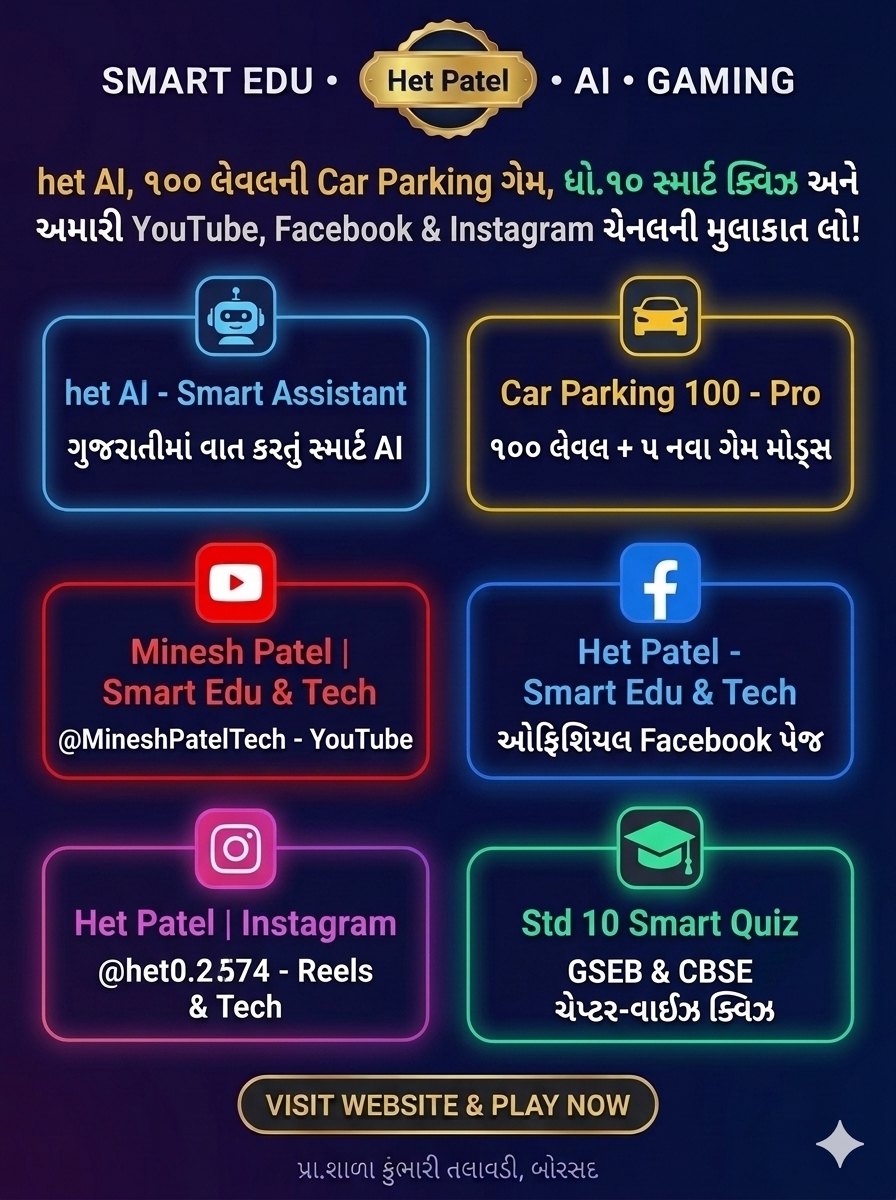 SMART EDU • Het Patel • AI • GAMING
het AI, ૧૦૦ લેવલની Car Parking ગેમ, ધો.૧૦ સ્માર્ટ ક્વિઝ અને
અમારી YouTube, Facebook & Instagram ચેનલની મુલાકાત લો!
het AI - Smart Assistant
ગુજરાતીમાં વાત કરતું સ્માર્ટ AI
Car Parking 100 - Pro
૧૦૦ લેવલ + ૫ નવા ગેમ મોડ્સ
Minesh Patel |
Smart Edu & Tech
@MineshPatelTech - YouTube
Het Patel -
Smart Edu & Tech
ઓફિશિયલ Facebook પેજ
Het Patel | Instagram
@het0.2574 - Reels
& Tech
Std 10 Smart Quiz
GSEB & CBSE
ચેપ્ટર-વાઈઝ ક્વિઝ
VISIT WEBSITE & PLAY NOW
પ્રા.શાળા કુંભારી તલાવડી, બોરસદ